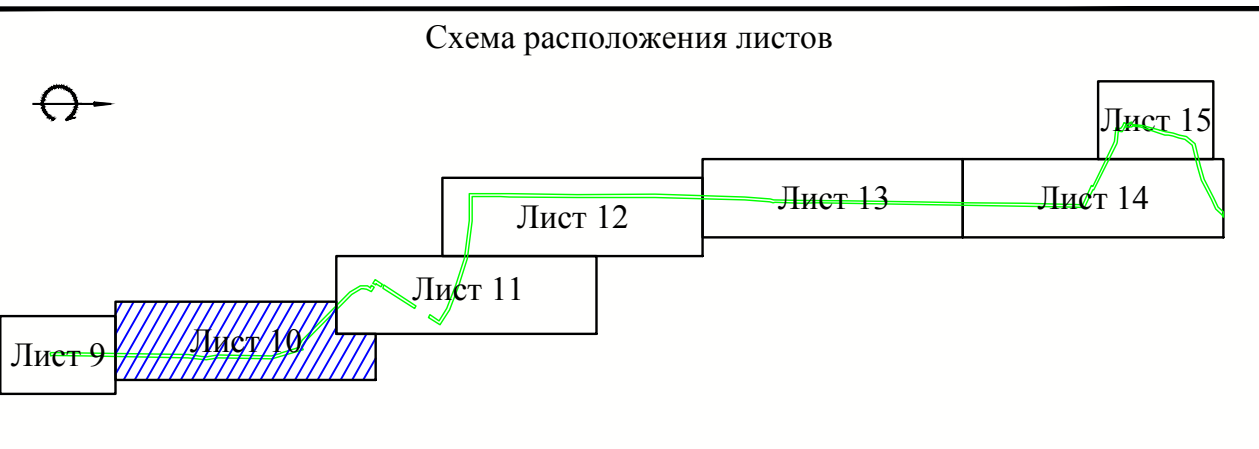 Схема расположения листов
Лист 15
Лист 14
Лист 13
Лист 12
Лист 11
Лист 10
Лист 9